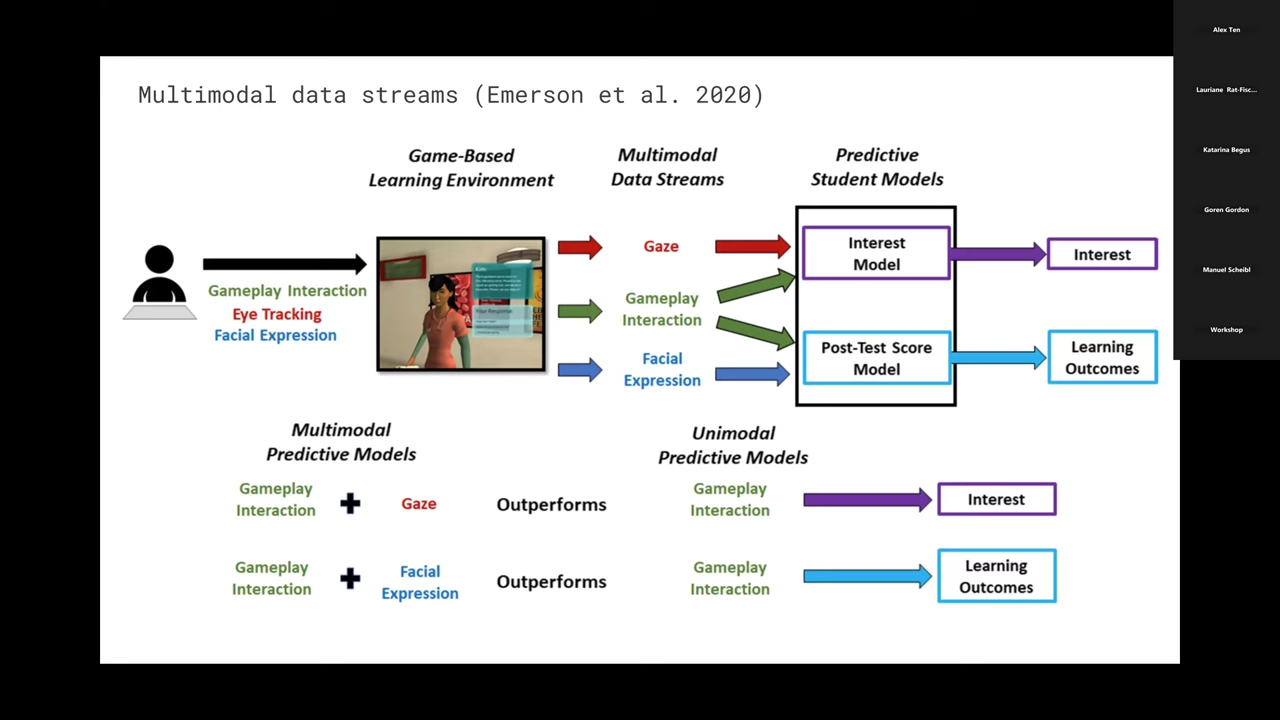 Multimodal data streams (Emerson et al. 2020)
Game-Based
Learning Environment
Multimodal
Data Streams
Predictive
Student Models
Gameplay Interaction
Eye Tracking
Facial Expression
Gaze
Gameplay
Interaction
Facial
Expression
Interest
Model
Post-Test Score
Model
Interest
Learning
Outcomes
Multimodal
Predictive Models
Unimodal
Predictive Models
Gameplay
Interaction
+
Gaze
Outperforms
Gameplay
Interaction
Interest
Gameplay
Interaction
+
Facial
Expression
Outperforms
Gameplay
Interaction
Learning
Outcomes
Alex Ten
Lauriane Rat-Fisc...
Katarina Begus
Goren Gordon
Manuel Scheibl
Workshop